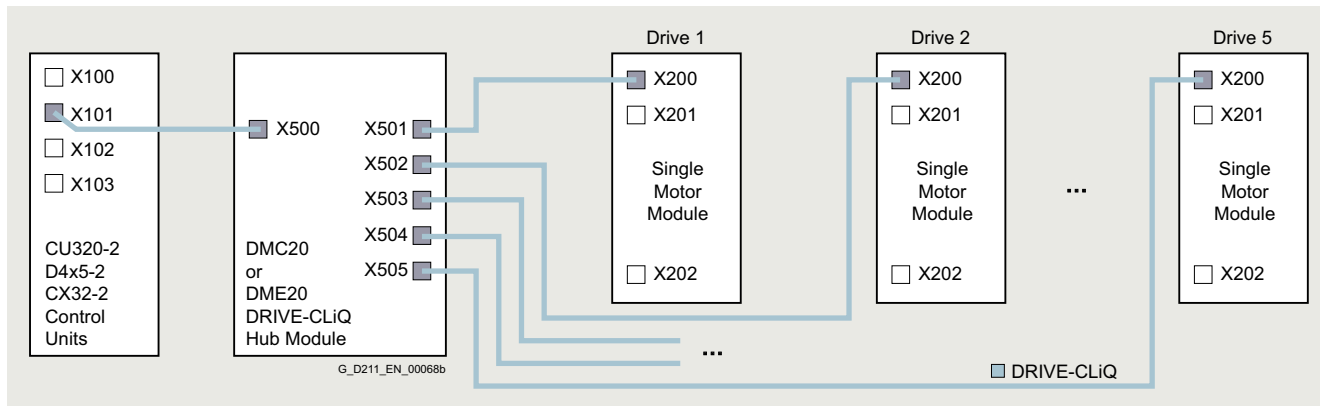 Drive 1
Drive 2
Drive 5
X100
X101
X102
X103
CU320-2
D4x5-2
CX32-2
Control
Units
X500
X501
X502
X503
X504
X505
DMC20
or
DME20
DRIVE-CLiQ
Hub Module
X200
X201
Single
Motor
Module
X202
X200
X201
Single
Motor
Module
X202
...
X200
X201
Single
Motor
Module
X202
...
G_D211_EN_00068b
DRIVE-CLiQ